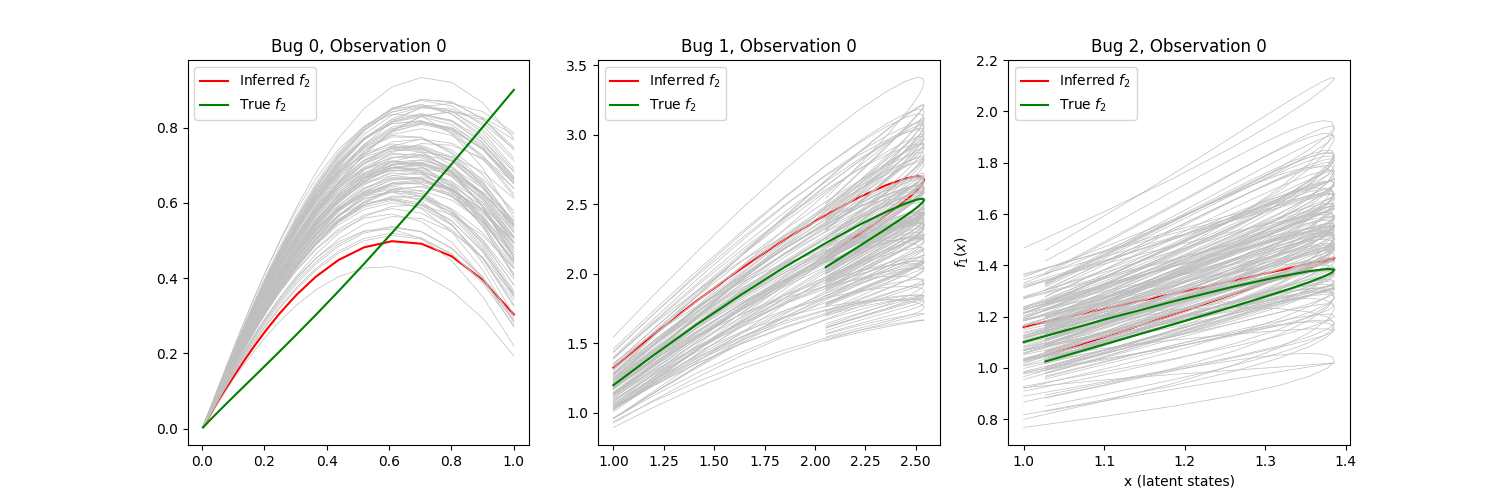 Bug 0, Observation 0
Inferred f₂
True f₂
0.8
0.6
0.4
0.2
0.0
0.0 0.2 0.4 0.6 0.8 1.0
Bug 1, Observation 0
Inferred f₂
True f₂
3.5
3.0
2.5
2.0
1.5
1.0
1.00 1.25 1.50 1.75 2.00 2.25 2.50
Bug 2, Observation 0
Inferred f₂
True f₂
2.2
2.0
1.8
1.6
1.4
1.2
1.0
0.8
f₁(x)
1.0 1.1 1.2 1.3 1.4
x (latent states)